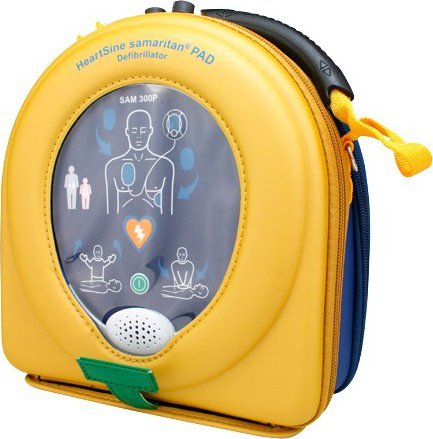 HeartSine samaritan® PAD
Defibrillator
SAM 300P